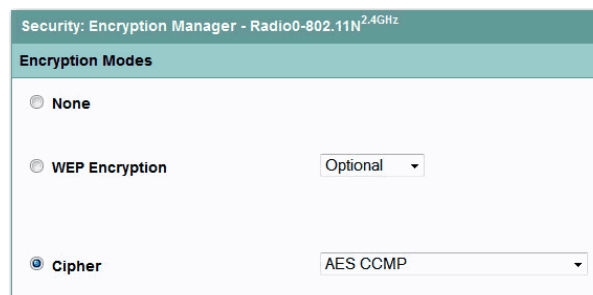 Security: Encryption Manager - Radio0-802.11N2.4GHz
Encryption Modes
None
WEP Encryption Optional
Cipher AES CCMP